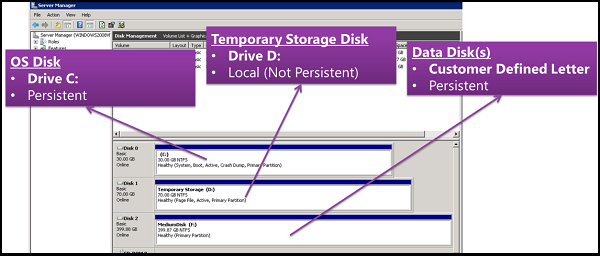 Server Manager
File Action View Help
Server Manager (WINDOWS2008
Roles
Features
Disk Management Volume List + Graphic
Volume Layout Type
OS Disk
• Drive C:
• Persistent
Temporary Storage Disk
• Drive D:
• Local (Not Persistent)
Data Disk(s)
• Customer Defined Letter
• Persistent
Disk 0
Basic
30.00 GB
Online
(C:)
30.00 GB NTFS
Healthy (System, Boot, Active, Crash Dump, Primary Partition)
Disk 1
Basic
70.00 GB
Online
Temporary Storage (D:)
70.00 GB NTFS
Healthy (Page File, Active, Primary Partition)
Disk 2
Basic
399.88 GB
Online
MediumDisk (F:)
399.87 GB NTFS
Healthy (Primary Partition)